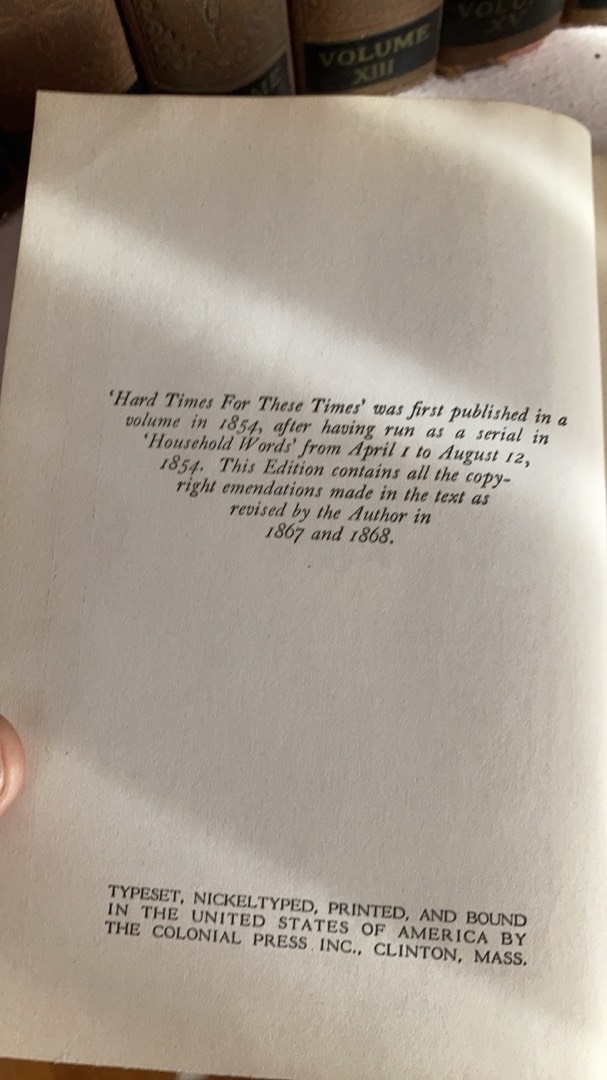 VOLUME
XIII
VOLU
XV
'Hard Times For These Times' was first published in a
volume in 1854, after having run as a serial in
'Household Words' from April 1 to August 12,
1854. This Edition contains all the copy-
right emendations made in the text as
revised by the Author in
1867 and 1868.
TYPESET, NICKELTYPED, PRINTED, AND BOUND
IN THE UNITED STATES OF AMERICA BY
THE COLONIAL PRESS INC., CLINTON, MASS.